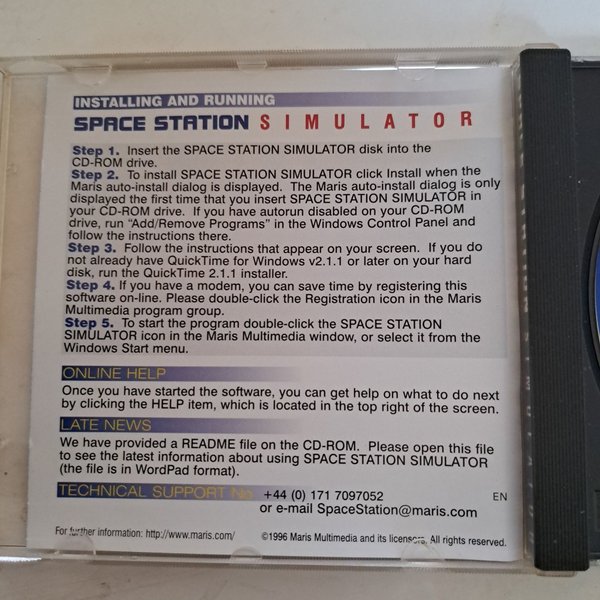 INSTALLING AND RUNNING
SPACE STATION SIMULATOR
Step 1. Insert the SPACE STATION SIMULATOR disk into the
CD-ROM drive.
Step 2. To install SPACE STATION SIMULATOR click Install when the
Maris auto-install dialog is displayed. The Maris auto-install dialog is only
displayed the first time that you insert SPACE STATION SIMULATOR in
your CD-ROM drive. If you have autorun disabled on your CD-ROM
drive, run "Add/Remove Programs" in the Windows Control Panel and
follow the instructions there.
Step 3. Follow the instructions that appear on your screen. If you do
not already have QuickTime for Windows v2.1.1 or later on your hard
disk, run the QuickTime 2.1.1 installer.
Step 4. If you have a modem, you can save time by registering this
software on-line. Please double-click the Registration icon in the Maris
Multimedia program group.
Step 5. To start the program double-click the SPACE STATION
SIMULATOR icon in the Maris Multimedia window, or select it from the
Windows Start menu.
ONLINE HELP
Once you have started the software, you can get help on what to do next
by clicking the HELP item, which is located in the top right of the screen.
LATE NEWS
We have provided a README file on the CD-ROM. Please open this file
to see the latest information about using SPACE STATION SIMULATOR
(the file is in WordPad format).
TECHNICAL SUPPORT No. +44 (0) 171 7097052 EN
or e-mail SpaceStation@maris.com
For further information: http://www.maris.com/ ©1996 Maris Multimedia and its licensors. All rights reserved.